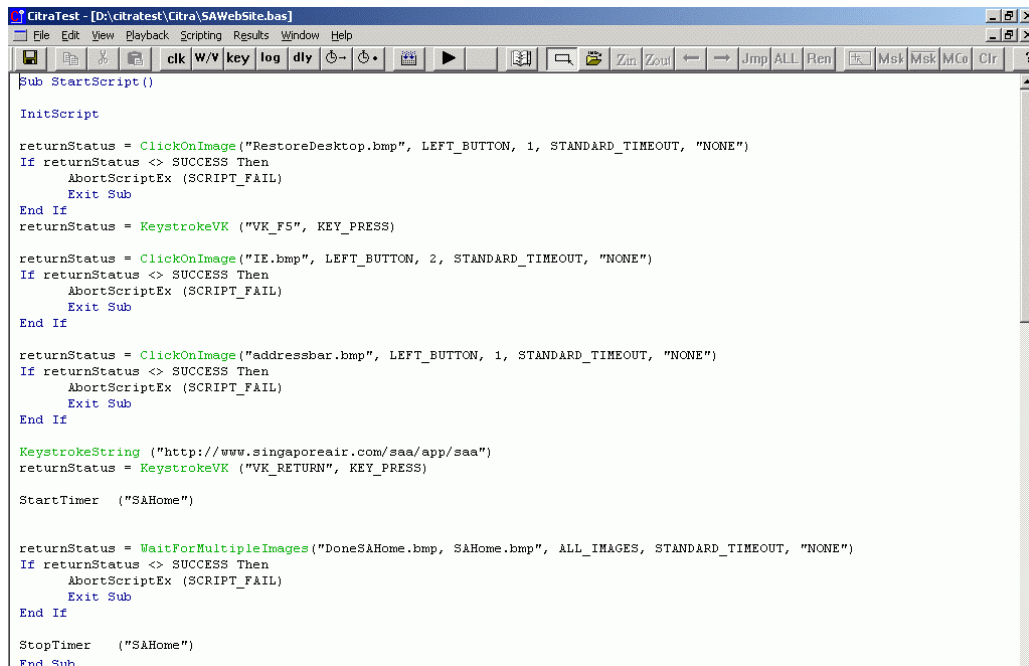 CitraTest - [D:\citratest\Citra\SAWebSite.bas]
File Edit View Playback Scripting Results Window Help
clk W/V key log dly Zin Zout Jmp ALL Ren Msk Msk MCo Clr ?
Sub StartScript()
InitScript
returnStatus = ClickOnImage("RestoreDesktop.bmp", LEFT_BUTTON, 1, STANDARD_TIMEOUT, "NONE")
If returnStatus <> SUCCESS Then
AbortScriptEx (SCRIPT_FAIL)
Exit Sub
End If
returnStatus = KeystrokeVK ("VK_F5", KEY_PRESS)
returnStatus = ClickOnImage("IE.bmp", LEFT_BUTTON, 2, STANDARD_TIMEOUT, "NONE")
If returnStatus <> SUCCESS Then
AbortScriptEx (SCRIPT_FAIL)
Exit Sub
End If
returnStatus = ClickOnImage("addressbar.bmp", LEFT_BUTTON, 1, STANDARD_TIMEOUT, "NONE")
If returnStatus <> SUCCESS Then
AbortScriptEx (SCRIPT_FAIL)
Exit Sub
End If
KeystrokeString ("http://www.singaporeair.com/saa/app/saa")
returnStatus = KeystrokeVK ("VK_RETURN", KEY_PRESS)
StartTimer ("SAHome")
returnStatus = WaitForMultipleImages("DoneSAHome.bmp, SAHome.bmp", ALL_IMAGES, STANDARD_TIMEOUT, "NONE")
If returnStatus <> SUCCESS Then
AbortScriptEx (SCRIPT_FAIL)
Exit Sub
End If
StopTimer ("SAHome")
End Sub